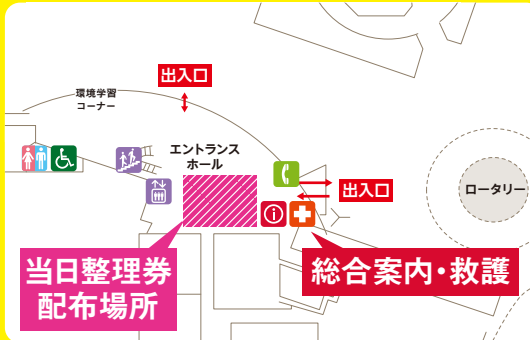 出入口
環境学習
コーナー
エントランス
ホール
出入口
ロータリー
当日整理券
配布場所
総合案内・救護